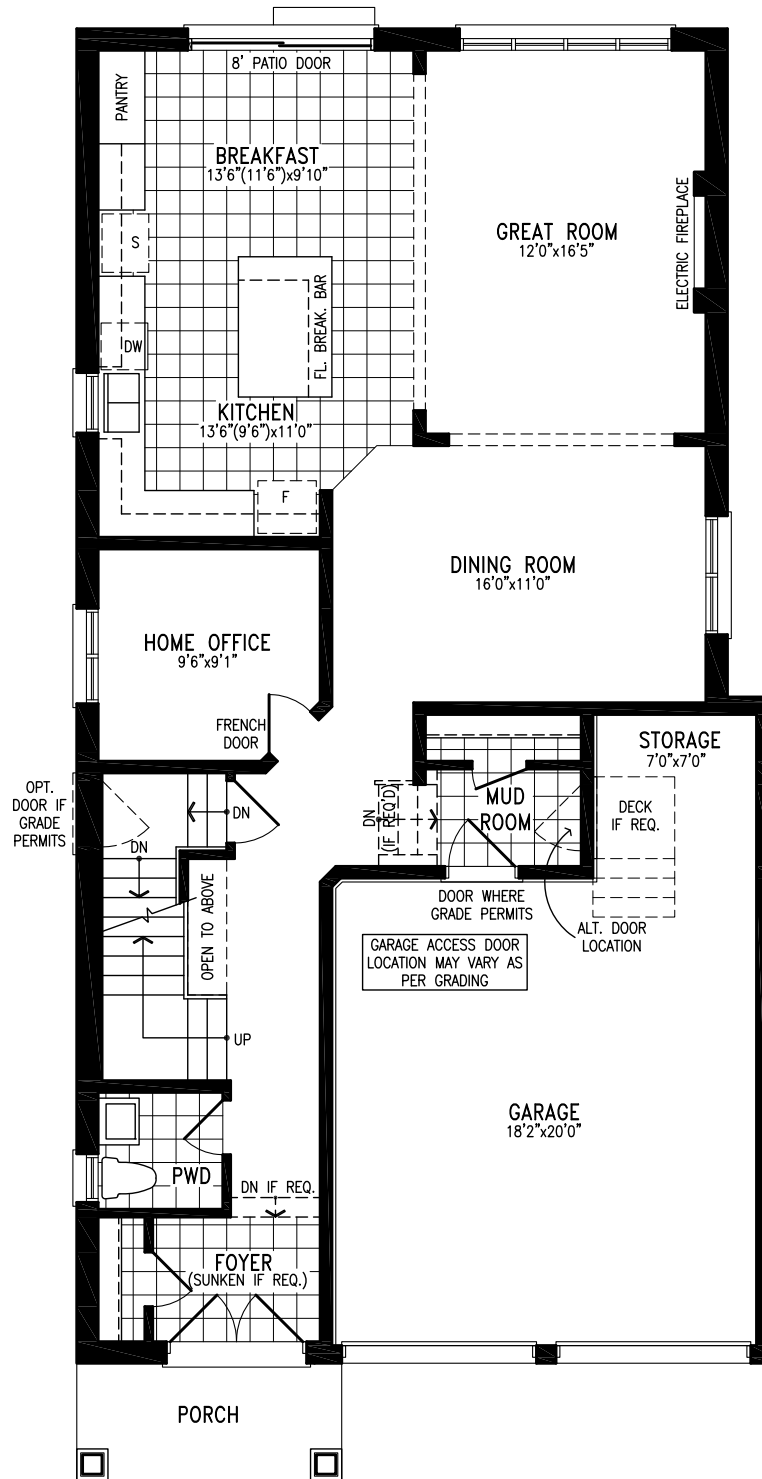 8' PATIO DOOR
PANTRY
BREAKFAST
13'6"(11'6")x9'10"
GREAT ROOM
12'0"x16'5"
ELECTRIC FIREPLACE
S
FL. BREAK. BAR
DW
KITCHEN
13'6"(9'6")x11'0"
F
DINING ROOM
16'0"x11'0"
HOME OFFICE
9'6"x9'1"
FRENCH
DOOR
STORAGE
7'0"x7'0"
OPT.
DOOR IF
GRADE
PERMITS
DN
DN
DN
(IF REQ'D)
MUD
ROOM
DECK
IF REQ.
OPEN TO ABOVE
DOOR WHERE
GRADE PERMITS
ALT. DOOR
LOCATION
GARAGE ACCESS DOOR
LOCATION MAY VARY AS
PER GRADING
UP
GARAGE
18'2"x20'0"
PWD
DN IF REQ.
FOYER
(SUNKEN IF REQ.)
PORCH